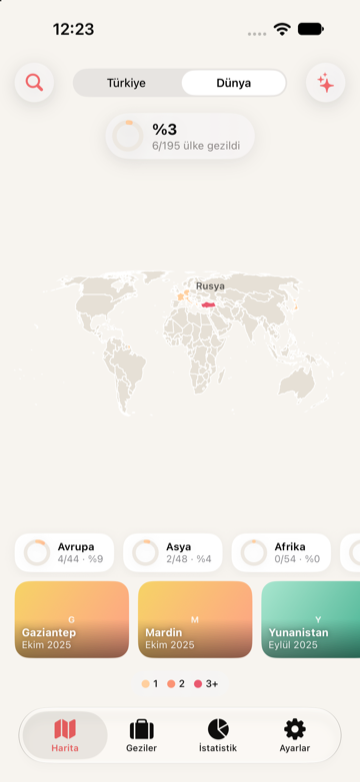 12:23
Türkiye
Dünya
%3
6/195 ülke gezildi
Rusya
Avrupa
4/44 · %9
Asya
2/48 · %4
Afrika
0/54 · %0
G
Gaziantep
Ekim 2025
M
Mardin
Ekim 2025
Y
Yunanistan
Eylül 2025
1
2
3+
Harita
Geziler
İstatistik
Ayarlar